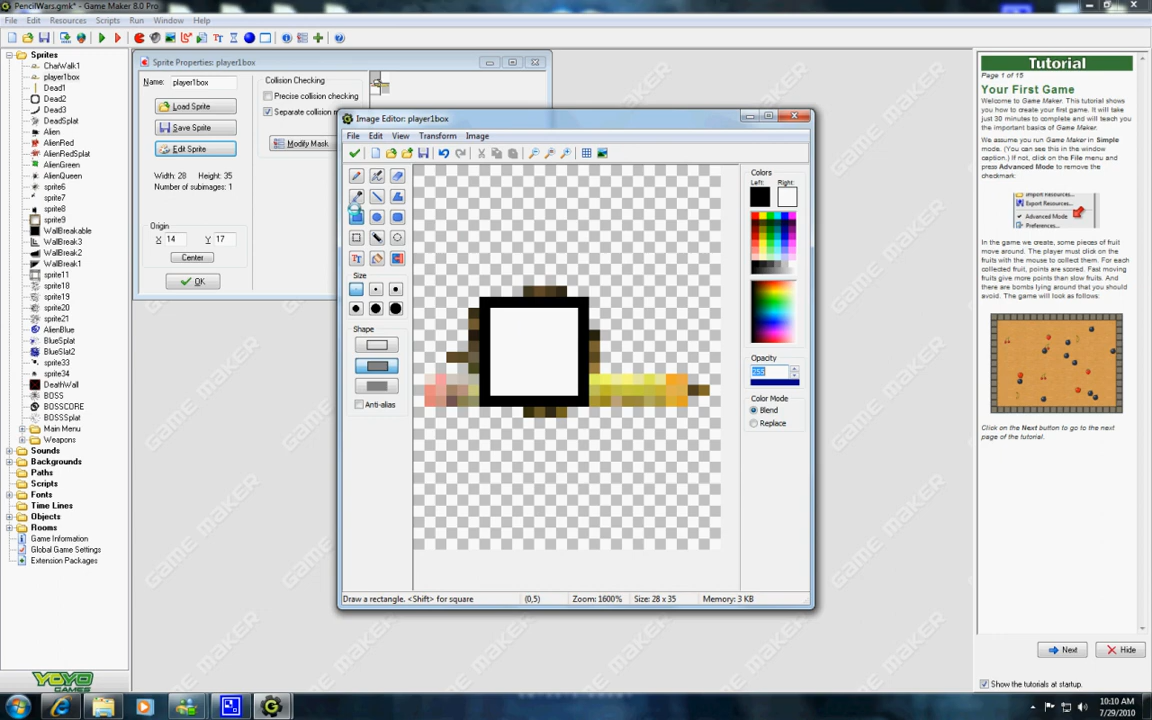 PencilWars.gmk* - Game Maker 8.0 Pro
File Edit Resources Scripts Run Window Help
Sprites
ChalWalk1
player1box
Dead1
Dead2
Dead3
DeadSplat
Alien
AlienRed
AlienRedSplat
AlienGreen
sprite6
sprite7
sprite8
sprite9
WallBreakable
WallBreak3
WallBreak2
WallBreak1
sprite11
sprite18
sprite19
sprite20
sprite21
AlienBlue
BlueSplat
BlueSlat2
sprite33
sprite34
DeathWall
BOSS
BOSSCORE
BOSSSplat
Main Menu
Weapons
Sounds
Backgrounds
Paths
Scripts
Fonts
Time Lines
Objects
Rooms
Game Information
Global Game Settings
Extension Packages
YOYO
GAMES
Sprite Properties: player1box
Name: player1box
Load Sprite
Save Sprite
Edit Sprite
Width: 28 Height: 35
Number of subimages: 1
Origin
X 14 Y 17
Center
OK
Collision Checking
Precise collision checking
Separate collision
Modify Mask
Image Editor: player1box
File Edit View Transform Image
Size
Shape
Anti-alias
Colors
Left: Right:
Opacity
255
Color Mode
Blend
Replace
Draw a rectangle. <Shift> for square (0,5) Zoom: 1600% Size: 28 x 35 Memory: 3 KB
Tutorial
Page 1 of 15
Your First Game
Welcome to Game Maker. This tutorial shows
you how to create your first game. It will take
just 30 minutes to complete and will teach you
the important basics of Game Maker.
We assume you run Game Maker in Simple
mode. (You can see this in the window
caption.) If not, click on the File menu and
press Advanced Mode to remove the
checkmark:
Import Resources...
Export Resources...
Advanced Mode
Preferences...
In the game we create, some pieces of fruit
move around. The player must click on the
fruits with the mouse to collect them. For each
collected fruit, points are scored. Fast moving
fruits give more points than slow fruits. And
there are bombs lying around that you should
avoid. The game will look as follows:
Click on the Next button to go to the next
page of the tutorial.
Next Hide
Show the tutorials at startup.
GAME MAKER
10:10 AM
7/29/2010